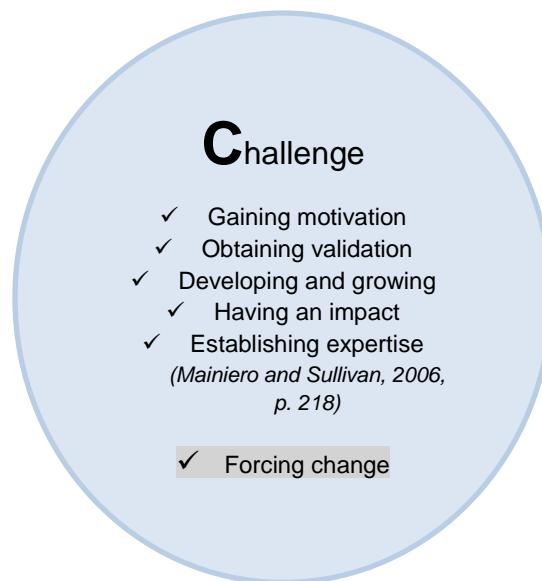 Challenge
✓ Gaining motivation
✓ Obtaining validation
✓ Developing and growing
✓ Having an impact
✓ Establishing expertise
(Mainiero and Sullivan, 2006,
p. 218)
✓ Forcing change